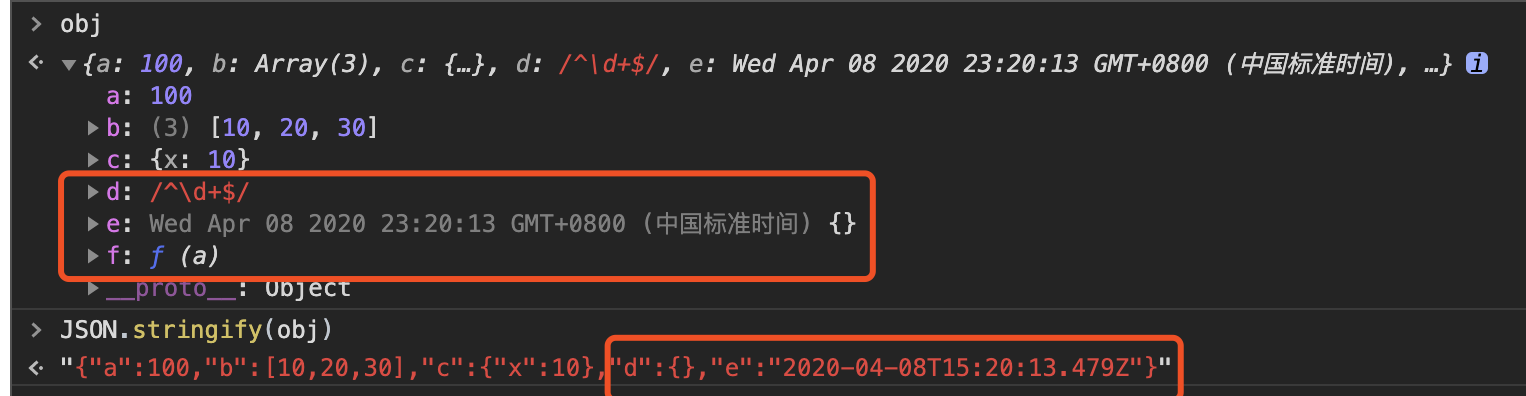 > obj
{a: 100, b: Array(3), c: {…}, d: /^\d+$/, e: Wed Apr 08 2020 23:20:13 GMT+0800 (中国标准时间), …} i
a: 100
b: (3) [10, 20, 30]
c: {x: 10}
d: /^\d+$/
e: Wed Apr 08 2020 23:20:13 GMT+0800 (中国标准时间) {}
f: ƒ (a)
__proto__: Object
> JSON.stringify(obj)
"{"a":100,"b":[10,20,30],"c":{"x":10},"d":{},"e":"2020-04-08T15:20:13.479Z"}"